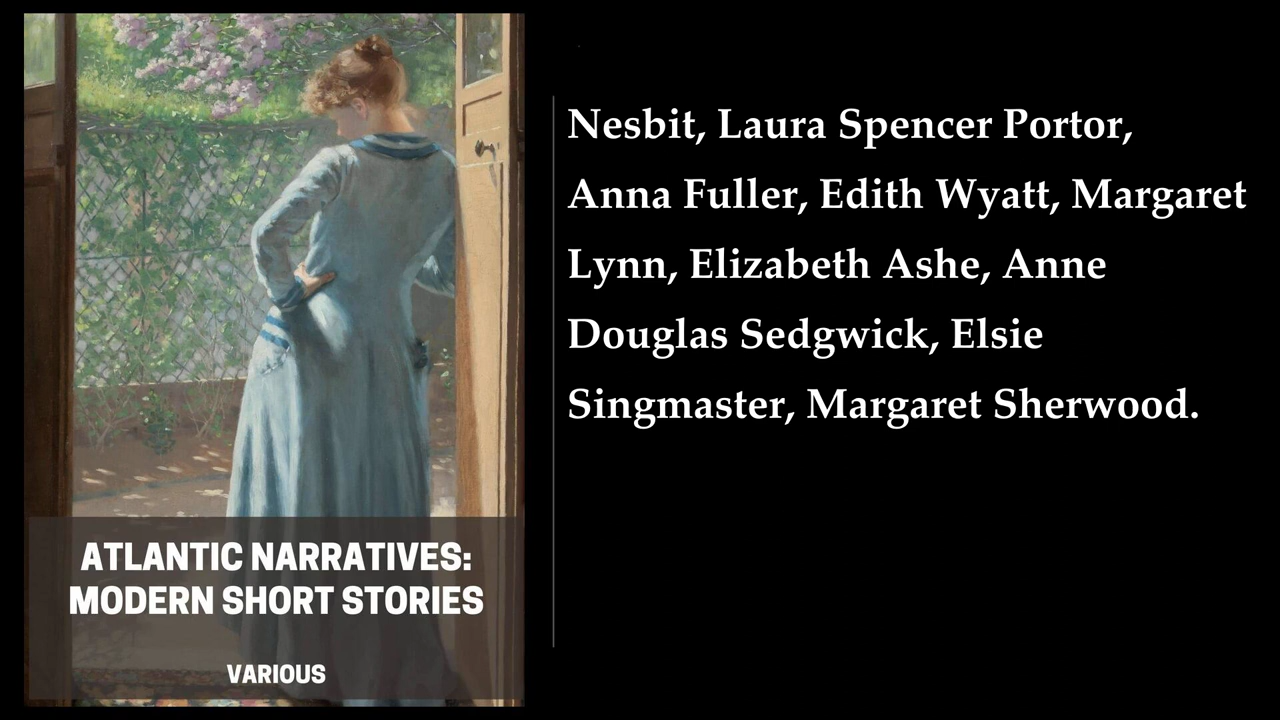 Nesbit, Laura Spencer Portor,
Anna Fuller, Edith Wyatt, Margaret
Lynn, Elizabeth Ashe, Anne
Douglas Sedgwick, Elsie
Singmaster, Margaret Sherwood.
ATLANTIC NARRATIVES:
MODERN SHORT STORIES
VARIOUS